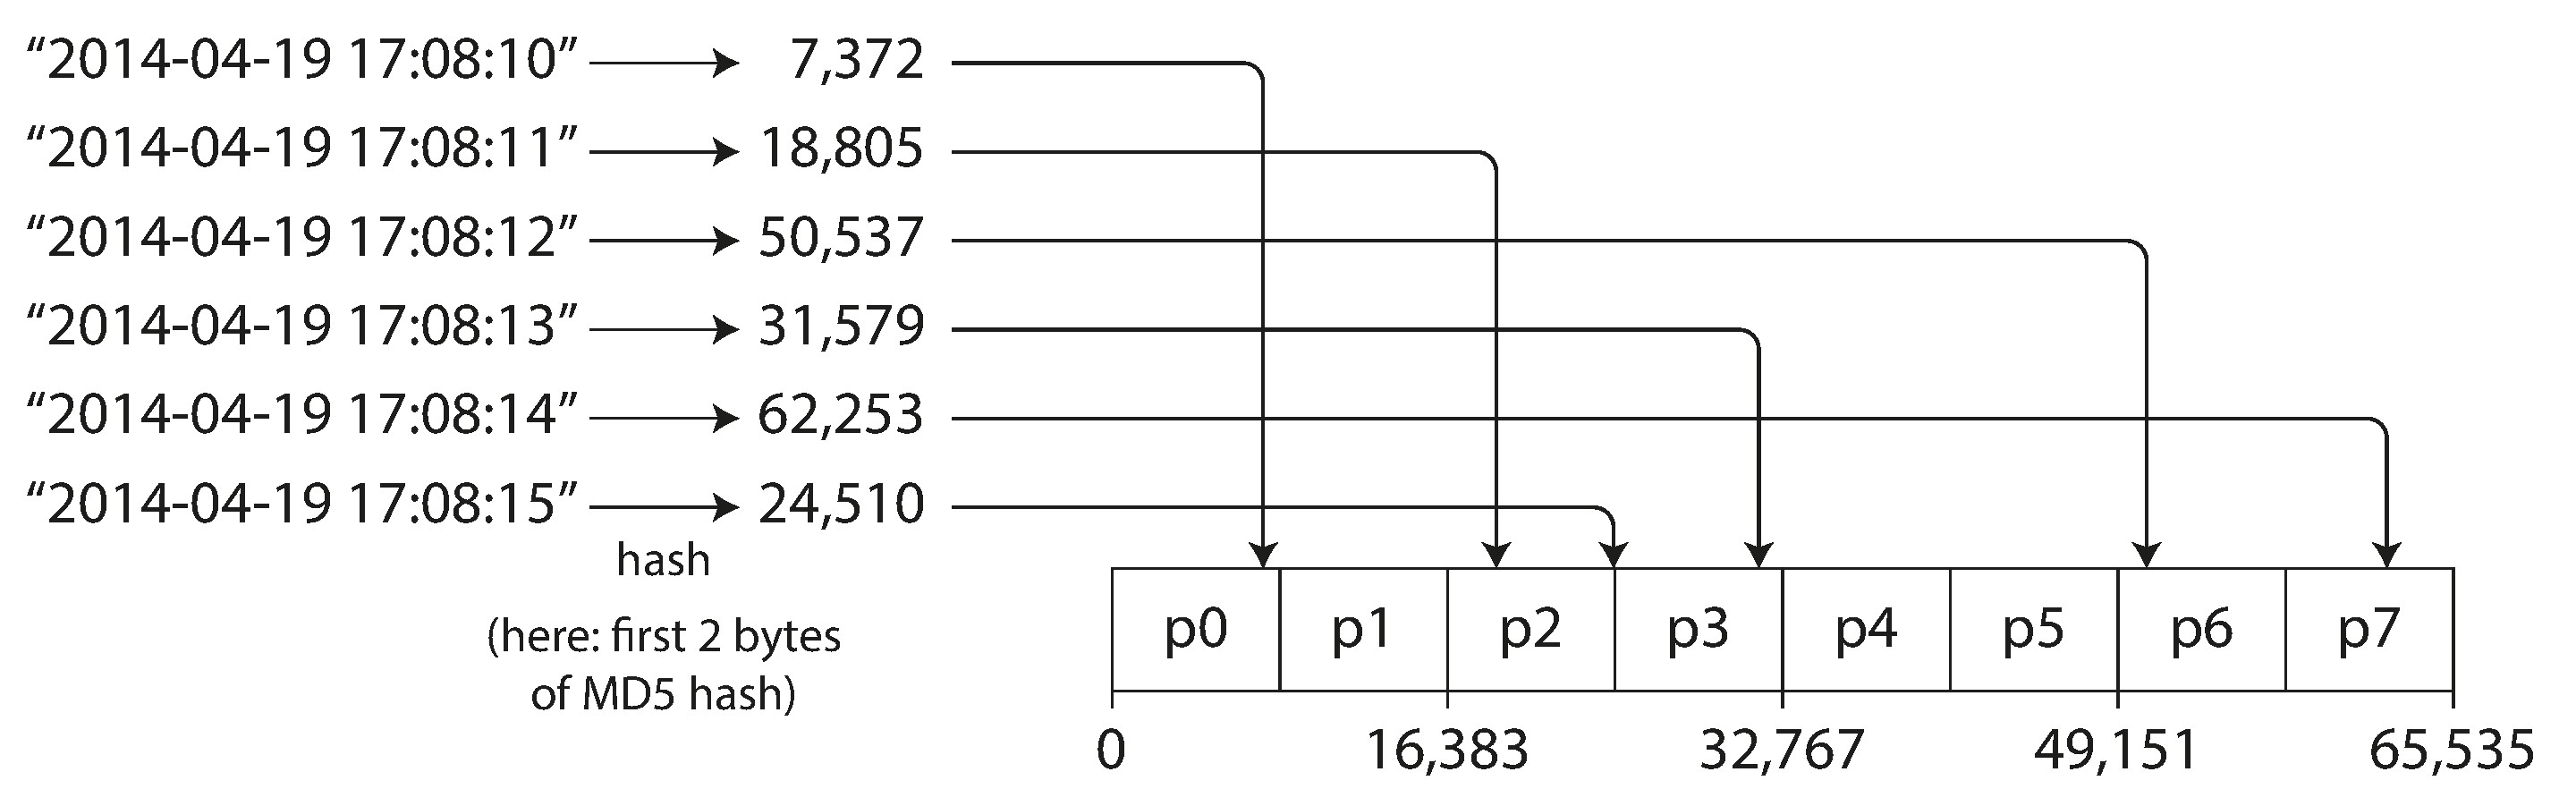 “2014-04-19 17:08:10” 7,372
“2014-04-19 17:08:11” 18,805
“2014-04-19 17:08:12” 50,537
“2014-04-19 17:08:13” 31,579
“2014-04-19 17:08:14” 62,253
“2014-04-19 17:08:15” 24,510
hash
(here: first 2 bytes
of MD5 hash)
p0 p1 p2 p3 p4 p5 p6 p7
0 16,383 32,767 49,151 65,535